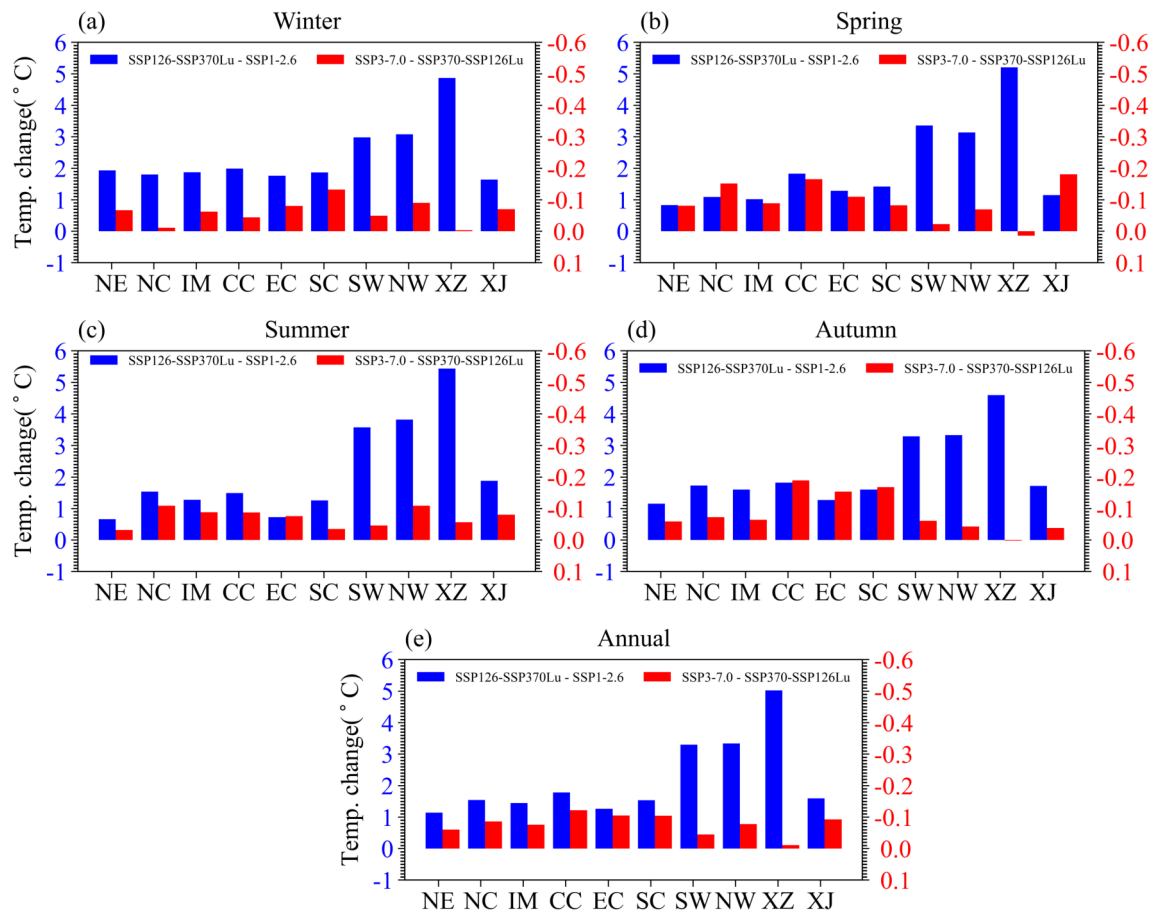 (a) Winter
6 5 4 3 2 1 0 -1
Temp. change(°C)
SSP126-SSP370Lu - SSP1-2.6 SSP3-7.0 - SSP370-SSP126Lu
-0.6 -0.5 -0.4 -0.3 -0.2 -0.1 0.0 0.1
NE NC IM CC EC SC SW NW XZ XJ
(b) Spring
6 5 4 3 2 1 0 -1
SSP126-SSP370Lu - SSP1-2.6 SSP3-7.0 - SSP370-SSP126Lu
-0.6 -0.5 -0.4 -0.3 -0.2 -0.1 0.0 0.1
NE NC IM CC EC SC SW NW XZ XJ
(c) Summer
6 5 4 3 2 1 0 -1
Temp. change(°C)
SSP126-SSP370Lu - SSP1-2.6 SSP3-7.0 - SSP370-SSP126Lu
-0.6 -0.5 -0.4 -0.3 -0.2 -0.1 0.0 0.1
NE NC IM CC EC SC SW NW XZ XJ
(d) Autumn
6 5 4 3 2 1 0 -1
SSP126-SSP370Lu - SSP1-2.6 SSP3-7.0 - SSP370-SSP126Lu
-0.6 -0.5 -0.4 -0.3 -0.2 -0.1 0.0 0.1
NE NC IM CC EC SC SW NW XZ XJ
(e) Annual
6 5 4 3 2 1 0 -1
Temp. change(°C)
SSP126-SSP370Lu - SSP1-2.6 SSP3-7.0 - SSP370-SSP126Lu
-0.6 -0.5 -0.4 -0.3 -0.2 -0.1 0.0 0.1
NE NC IM CC EC SC SW NW XZ XJ